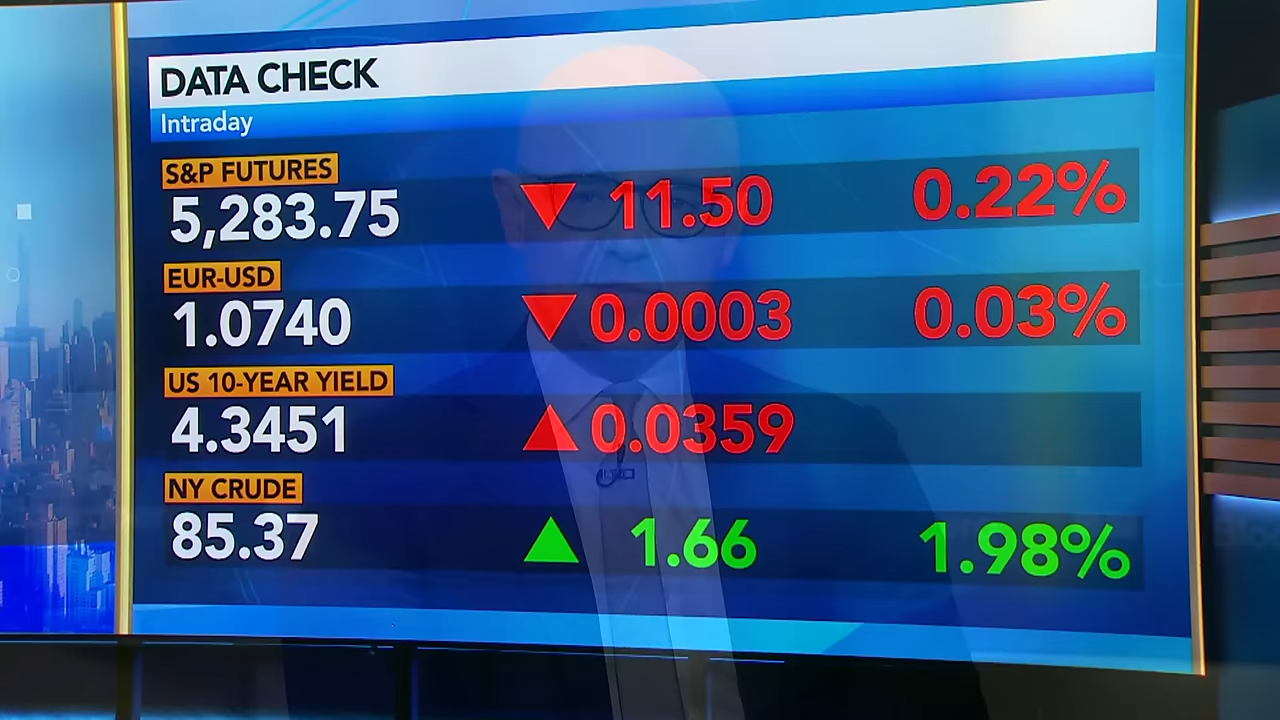 DATA CHECK
Intraday
S&P FUTURES
5,283.75 ▼ 11.50 0.22%
EUR-USD
1.0740 ▼ 0.0003 0.03%
US 10-YEAR YIELD
4.3451 ▲ 0.0359
NY CRUDE
85.37 ▲ 1.66 1.98%